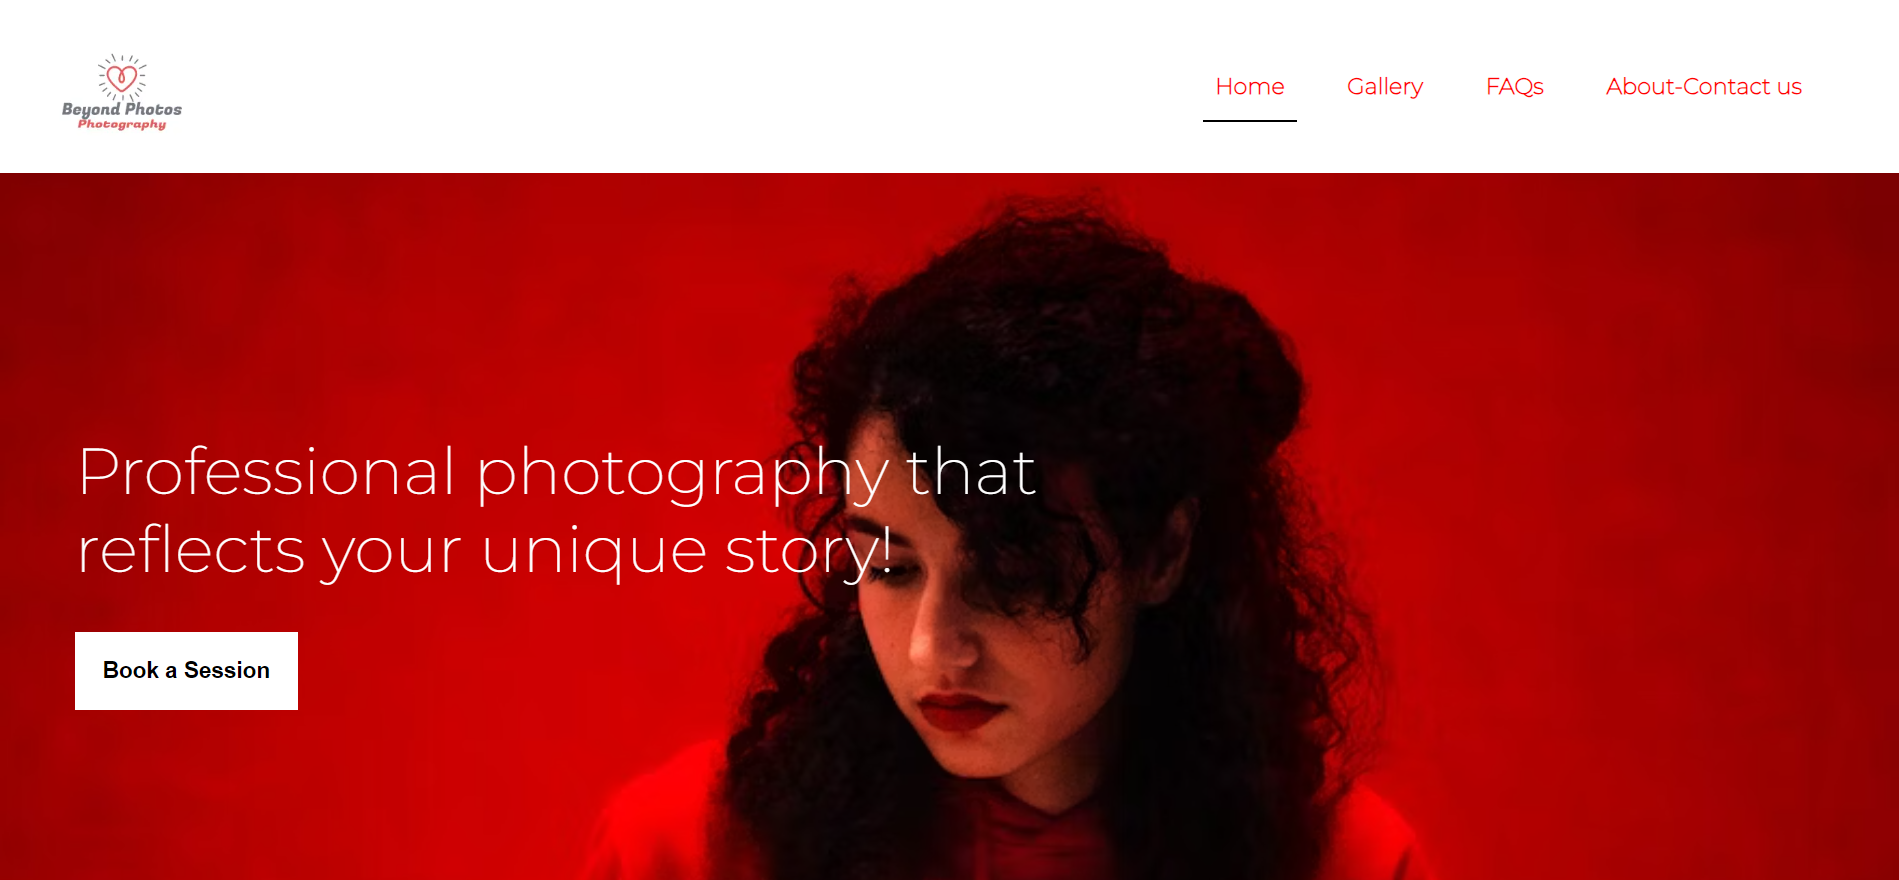 Beyond Photos
Photography
Home
Gallery
FAQs
About-Contact us
Professional photography that
reflects your unique story!
Book a Session